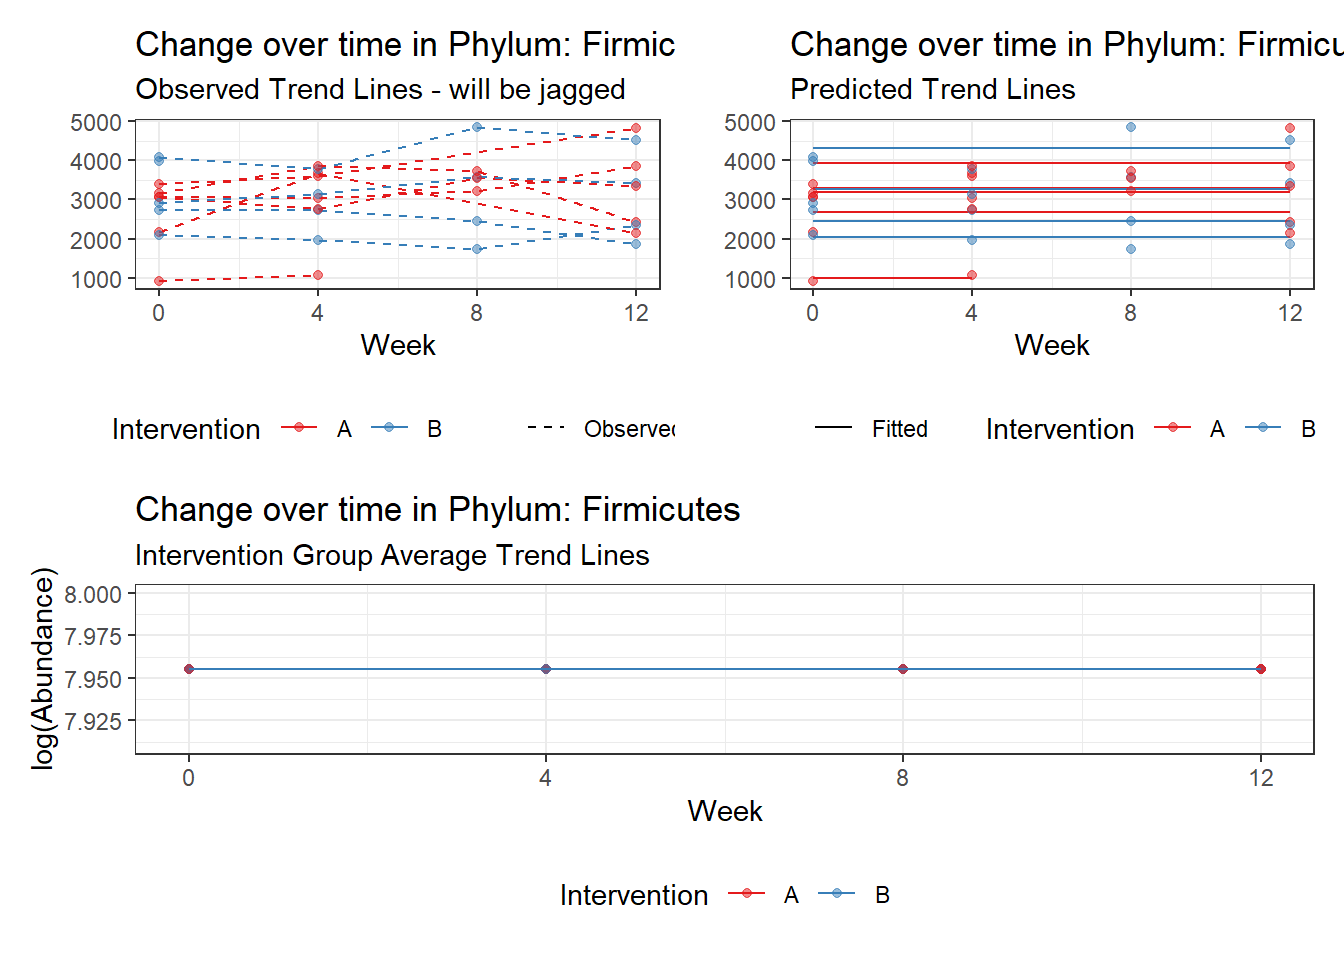 Change over time in Phylum: Firmic
Observed Trend Lines - will be jagged
5000
4000
3000
2000
1000
0 4 8 12
Week
Intervention A B Observed
Change over time in Phylum: Firmicu
Predicted Trend Lines
5000
4000
3000
2000
1000
0 4 8 12
Week
Fitted Intervention A B
Change over time in Phylum: Firmicutes
Intervention Group Average Trend Lines
log(Abundance)
8.000
7.975
7.950
7.925
0 4 8 12
Week
Intervention A B